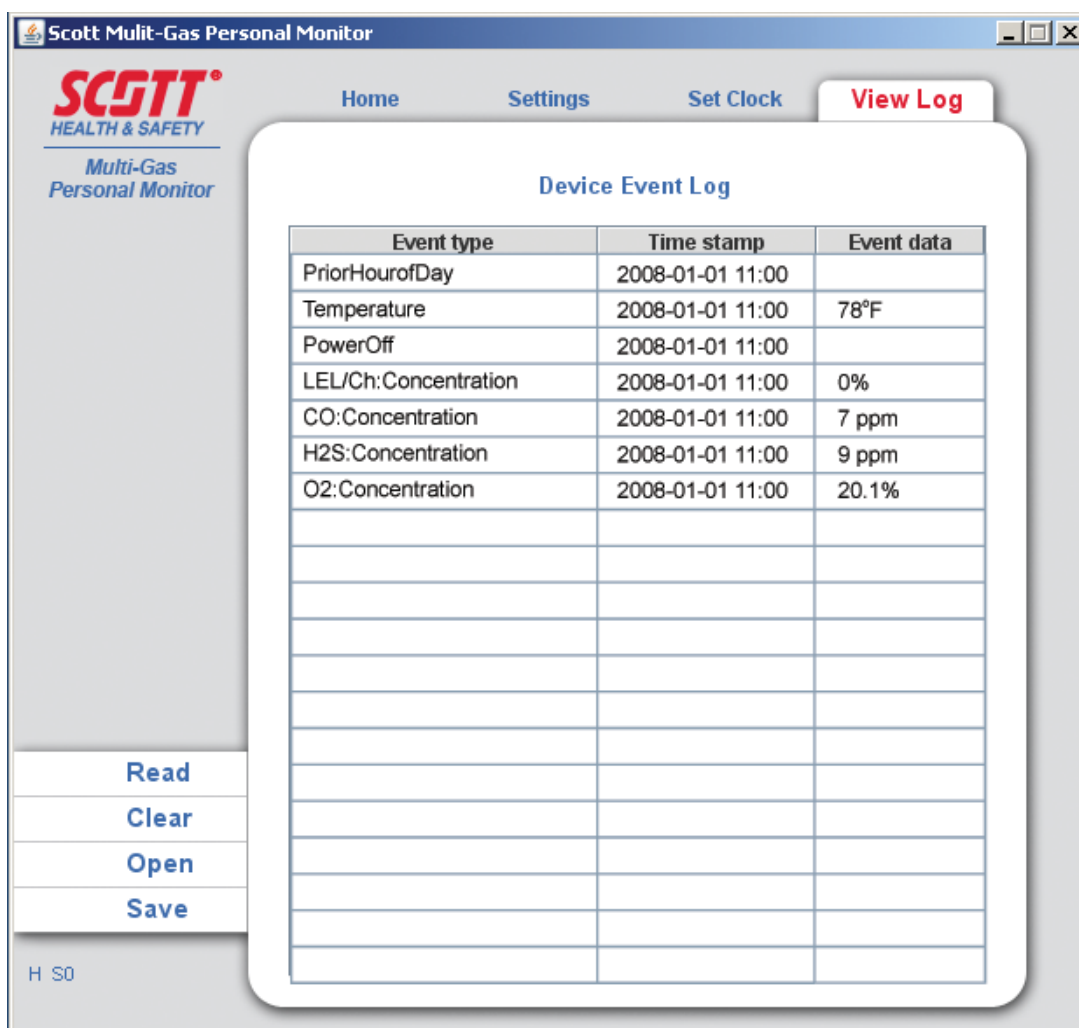 Scott Mulit-Gas Personal Monitor
SCOTT®
HEALTH & SAFETY
Multi-Gas
Personal Monitor
Home Settings Set Clock View Log
Device Event Log
Event type Time stamp Event data
PriorHourofDay 2008-01-01 11:00
Temperature 2008-01-01 11:00 78°F
PowerOff 2008-01-01 11:00
LEL/Ch:Concentration 2008-01-01 11:00 0%
CO:Concentration 2008-01-01 11:00 7 ppm
H2S:Concentration 2008-01-01 11:00 9 ppm
O2:Concentration 2008-01-01 11:00 20.1%
Read
Clear
Open
Save
H S0